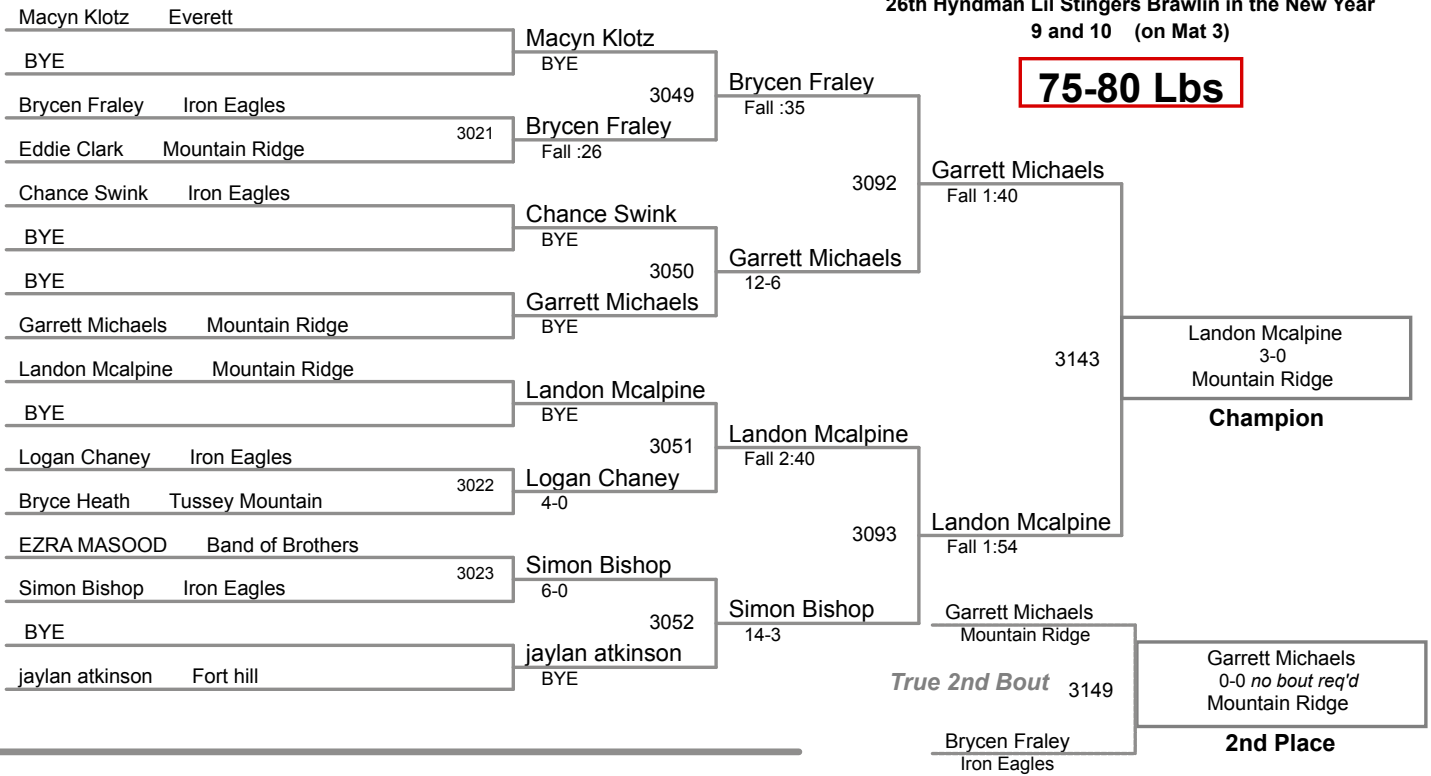 26th Hyndman Lil Stingers Brawlin in the New Year
9 and 10 (on Mat 3)
75-80 Lbs
Macyn Klotz Everett
BYE
Brycen Fraley Iron Eagles
3021
Eddie Clark Mountain Ridge
Chance Swink Iron Eagles
BYE
BYE
Garrett Michaels Mountain Ridge
Landon Mcalpine Mountain Ridge
BYE
Logan Chaney Iron Eagles
3022
Bryce Heath Tussey Mountain
EZRA MASOOD Band of Brothers
3023
Simon Bishop Iron Eagles
BYE
jaylan atkinson Fort hill
Macyn Klotz
BYE
3049
Brycen Fraley
Fall :26
Chance Swink
BYE
3050
Garrett Michaels
BYE
Landon Mcalpine
BYE
3051
Logan Chaney
4-0
Simon Bishop
6-0
3052
jaylan atkinson
BYE
Brycen Fraley
Fall :35
3092
Garrett Michaels
12-6
Landon Mcalpine
Fall 2:40
3093
Simon Bishop
14-3
Garrett Michaels
Fall 1:40
3143
Landon Mcalpine
Fall 1:54
Landon Mcalpine
3-0
Mountain Ridge
Champion
Garrett Michaels
Mountain Ridge
True 2nd Bout 3149
Brycen Fraley
Iron Eagles
Garrett Michaels
0-0 no bout req'd
Mountain Ridge
2nd Place